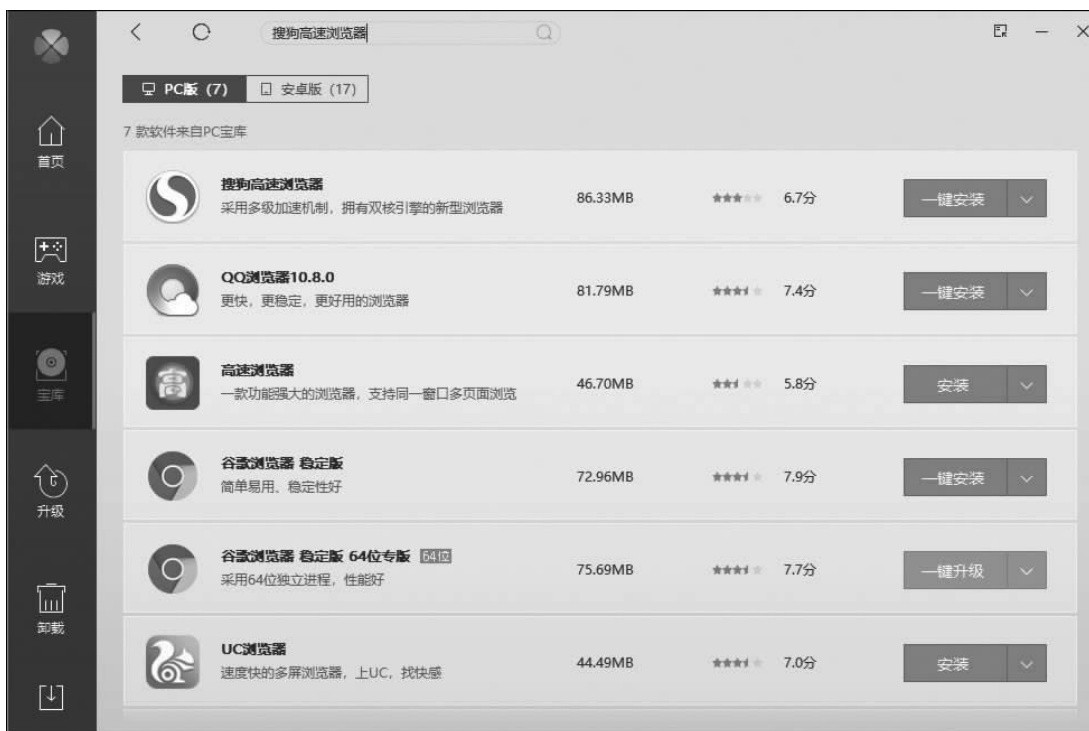 搜狗高速浏览器
PC版 (7)
安卓版 (17)
7 款软件来自PC宝库
首页
游戏
宝库
升级
卸载
搜狗高速浏览器
采用多级加速机制，拥有双核引擎的新型浏览器
86.33MB
6.7分
一键安装
QQ浏览器10.8.0
更快，更稳定，更好用的浏览器
81.79MB
7.4分
一键安装
高
高速浏览器
一款功能强大的浏览器，支持同一窗口多页面浏览
46.70MB
5.8分
安装
谷歌浏览器 稳定版
简单易用、稳定性好
72.96MB
7.9分
一键安装
谷歌浏览器 稳定版 64位专版 64位
采用64位独立进程，性能好
75.69MB
7.7分
一键升级
UC浏览器
速度快的多屏浏览器，上UC，找快感
44.49MB
7.0分
安装